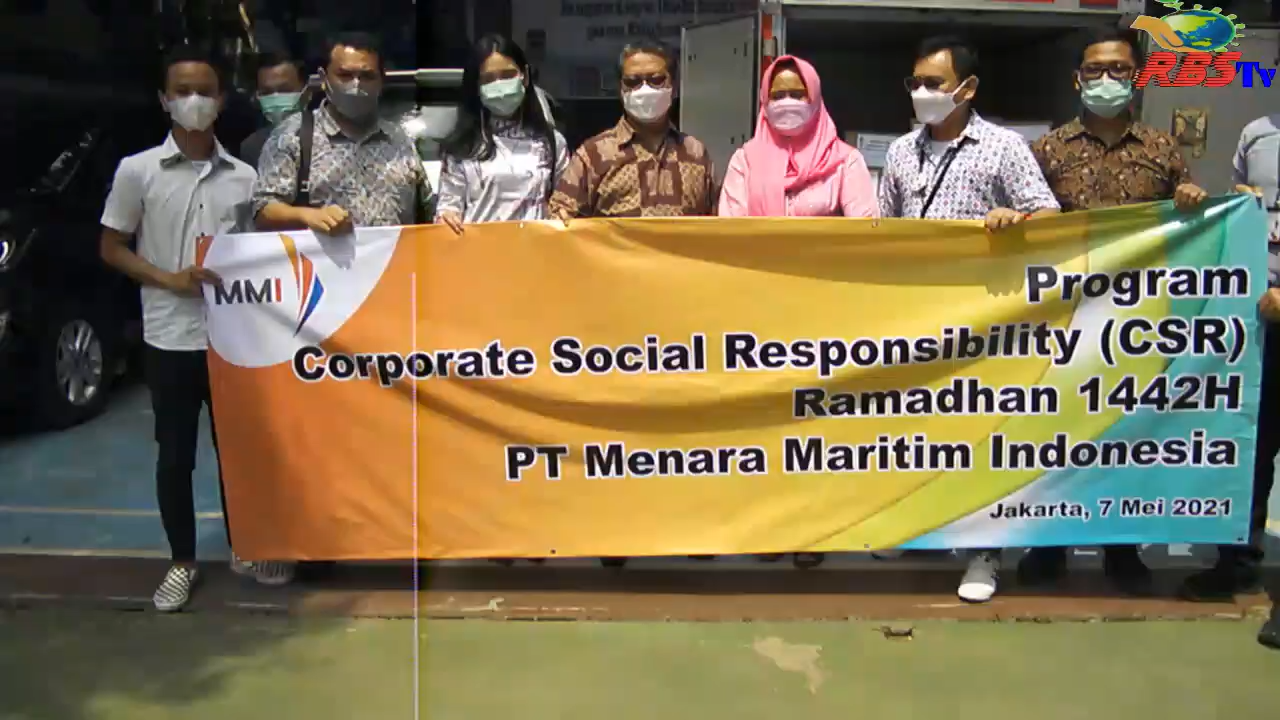 RBS Tv
MMI
Program
Corporate Social Responsibility (CSR)
Ramadhan 1442H
PT Menara Maritim Indonesia
Jakarta, 7 Mei 2021